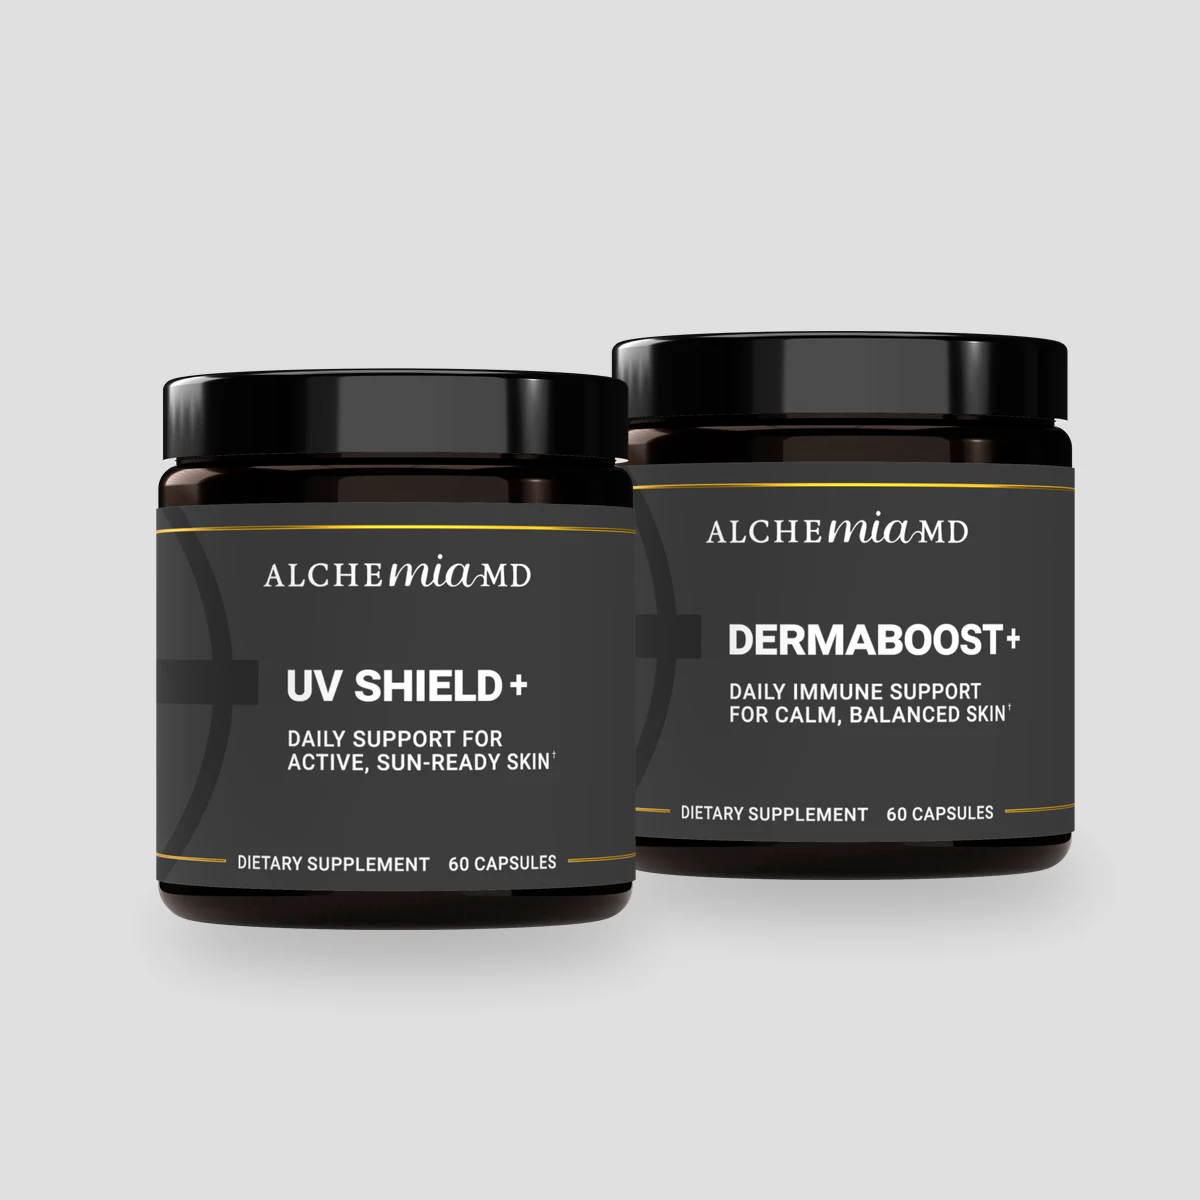 ALCHEmiaMD
UV SHIELD+
DAILY SUPPORT FOR
ACTIVE, SUN-READY SKIN†
DIETARY SUPPLEMENT 60 CAPSULES
ALCHEmiaMD
DERMABOOST+
DAILY IMMUNE SUPPORT
FOR CALM, BALANCED SKIN†
DIETARY SUPPLEMENT 60 CAPSULES